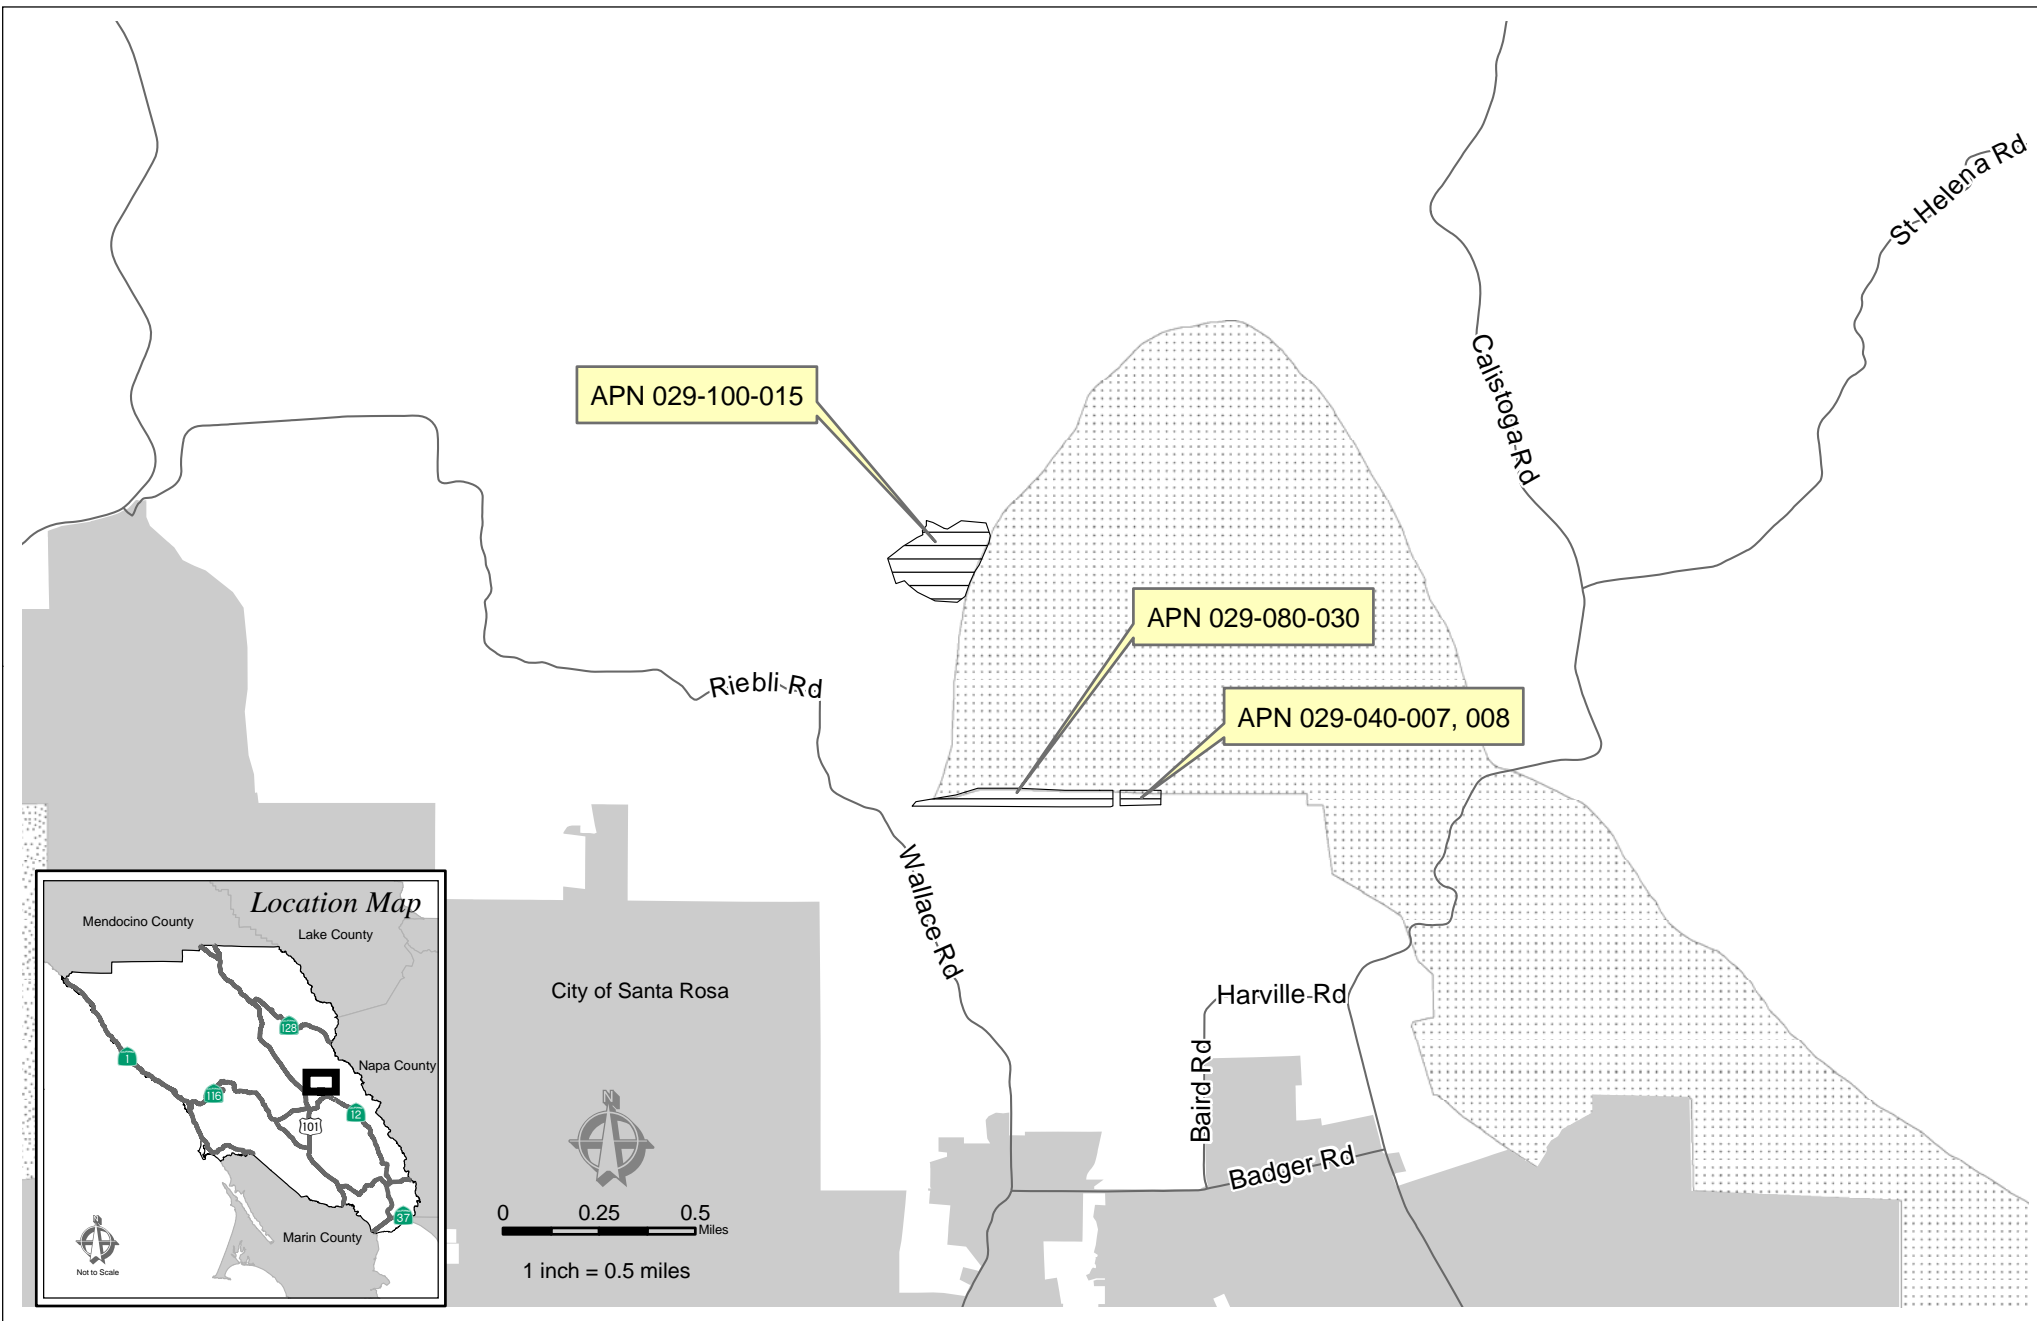 St Helena Rd
Calistoga Rd
APN 029-100-015
APN 029-080-030
Riebli Rd
APN 029-040-007, 008
Wallace Rd
City of Santa Rosa
Harville Rd
Baird Rd
Badger Rd
N
0 0.25 0.5
Miles
1 inch = 0.5 miles
Location Map
Mendocino County
Lake County
128
1
Napa County
116
12
101
37
Marin County
N
Not to Scale